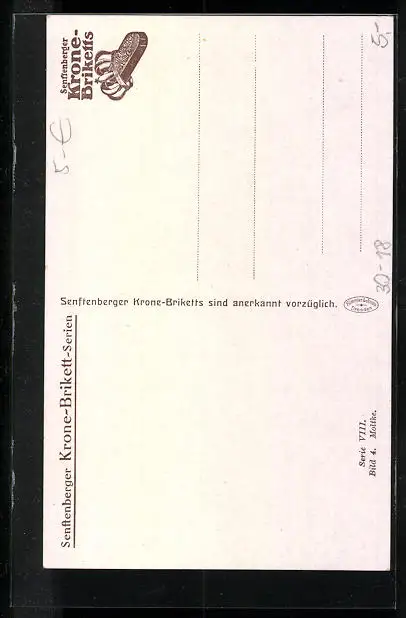 Senftenberger
Krone-
Briketts
5,-
5-€
Senftenberger Krone-Briketts sind anerkannt vorzüglich.
30-18
Senftenberger Krone-Brikett-Serien
Serie VIII.
Bild 4. Moltke.